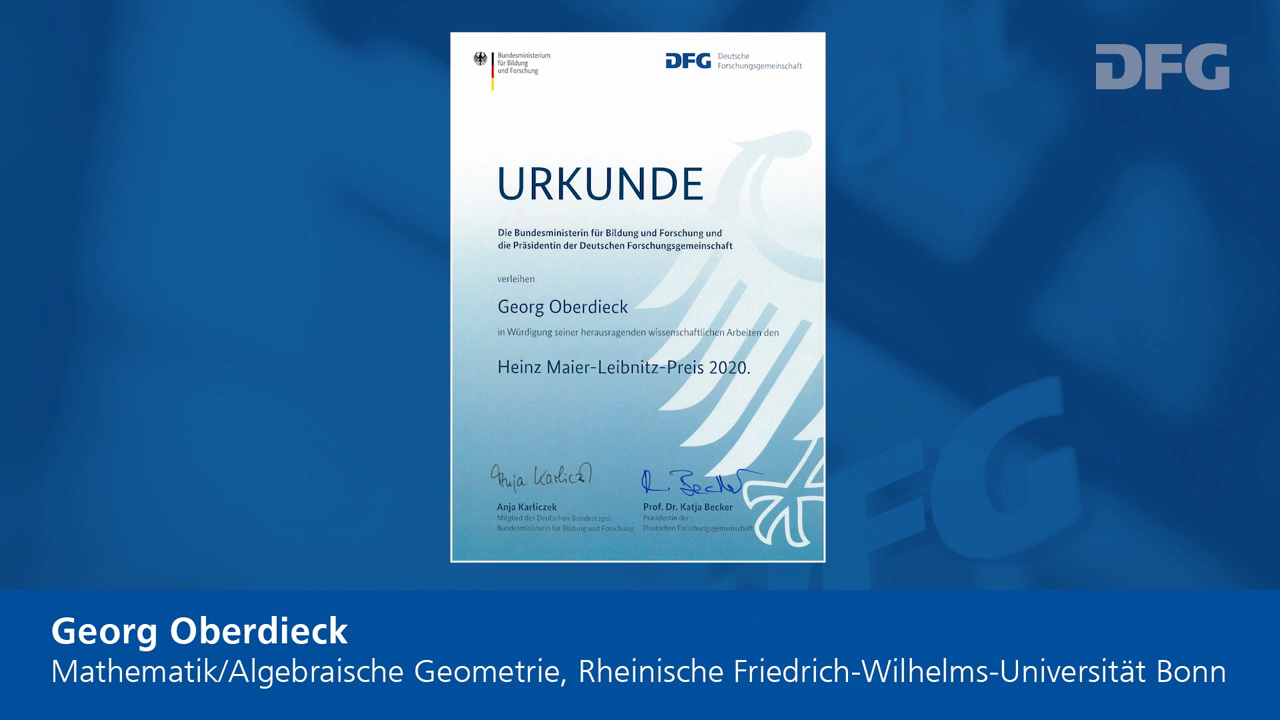 Bundesministerium
für Bildung
und Forschung
DFG Deutsche
Forschungsgemeinschaft
DFG
URKUNDE
Die Bundesministerin für Bildung und Forschung und
die Präsidentin der Deutschen Forschungsgemeinschaft
verleihen
Georg Oberdieck
in Würdigung seiner herausragenden wissenschaftlichen Arbeiten den
Heinz Maier-Leibnitz-Preis 2020.
Anja Karliczek
Mitglied des Deutschen Bundestages
Bundesministerin für Bildung und Forschung
Prof. Dr. Katja Becker
Präsidentin der
Deutschen Forschungsgemeinschaft
DFG
Georg Oberdieck
Mathematik/Algebraische Geometrie, Rheinische Friedrich-Wilhelms-Universität Bonn